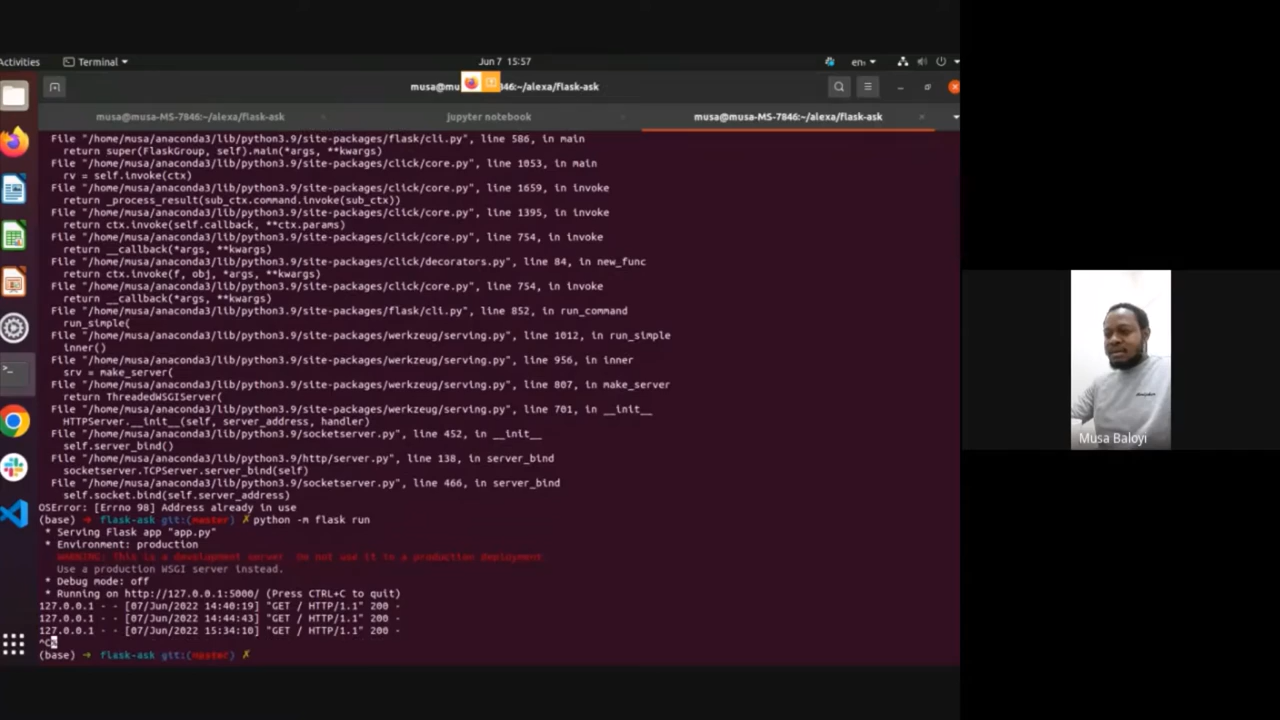 Activities
Terminal
Jun 7 15:57
en₁
musa@mu 46:~/alexa/flask-ask
musa@musa-MS-7846:~/alexa/flask-ask
jupyter notebook
musa@musa-MS-7846:~/alexa/flask-ask
File "/home/musa/anaconda3/lib/python3.9/site-packages/flask/cli.py", line 586, in main
return super(FlaskGroup, self).main(*args, **kwargs)
File "/home/musa/anaconda3/lib/python3.9/site-packages/click/core.py", line 1053, in main
rv = self.invoke(ctx)
File "/home/musa/anaconda3/lib/python3.9/site-packages/click/core.py", line 1659, in invoke
return _process_result(sub_ctx.command.invoke(sub_ctx))
File "/home/musa/anaconda3/lib/python3.9/site-packages/click/core.py", line 1395, in invoke
return ctx.invoke(self.callback, **ctx.params)
File "/home/musa/anaconda3/lib/python3.9/site-packages/click/core.py", line 754, in invoke
return __callback(*args, **kwargs)
File "/home/musa/anaconda3/lib/python3.9/site-packages/click/decorators.py", line 84, in new_func
return ctx.invoke(f, obj, *args, **kwargs)
File "/home/musa/anaconda3/lib/python3.9/site-packages/click/core.py", line 754, in invoke
return __callback(*args, **kwargs)
File "/home/musa/anaconda3/lib/python3.9/site-packages/flask/cli.py", line 852, in run_command
run_simple(
File "/home/musa/anaconda3/lib/python3.9/site-packages/werkzeug/serving.py", line 1012, in run_simple
inner()
File "/home/musa/anaconda3/lib/python3.9/site-packages/werkzeug/serving.py", line 956, in inner
srv = make_server(
File "/home/musa/anaconda3/lib/python3.9/site-packages/werkzeug/serving.py", line 807, in make_server
return ThreadedWSGIServer(
File "/home/musa/anaconda3/lib/python3.9/site-packages/werkzeug/serving.py", line 701, in __init__
HTTPServer.__init__(self, server_address, handler)
File "/home/musa/anaconda3/lib/python3.9/socketserver.py", line 452, in __init__
self.server_bind()
File "/home/musa/anaconda3/lib/python3.9/http/server.py", line 138, in server_bind
socketserver.TCPServer.server_bind(self)
File "/home/musa/anaconda3/lib/python3.9/socketserver.py", line 466, in server_bind
self.socket.bind(self.server_address)
OSError: [Errno 98] Address already in use
(base) → flask-ask git:(master) ✗ python -m flask run
* Serving Flask app "app.py"
* Environment: production
WARNING: This is a development server. Do not use it in a production deployment.
Use a production WSGI server instead.
* Debug mode: off
* Running on http://127.0.0.1:5000/ (Press CTRL+C to quit)
127.0.0.1 - - [07/Jun/2022 14:40:19] "GET / HTTP/1.1" 200 -
127.0.0.1 - - [07/Jun/2022 14:44:43] "GET / HTTP/1.1" 200 -
127.0.0.1 - - [07/Jun/2022 15:34:10] "GET / HTTP/1.1" 200 -
^C%
(base) → flask-ask git:(master) ✗
Musa Baloyi